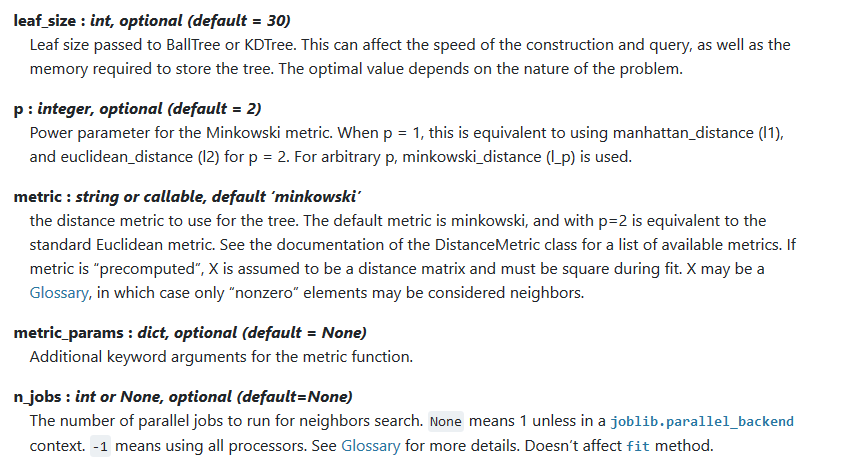 leaf_size : int, optional (default = 30)
Leaf size passed to BallTree or KDTree. This can affect the speed of the construction and query, as well as the
memory required to store the tree. The optimal value depends on the nature of the problem.
p : integer, optional (default = 2)
Power parameter for the Minkowski metric. When p = 1, this is equivalent to using manhattan_distance (l1),
and euclidean_distance (l2) for p = 2. For arbitrary p, minkowski_distance (l_p) is used.
metric : string or callable, default ‘minkowski’
the distance metric to use for the tree. The default metric is minkowski, and with p=2 is equivalent to the
standard Euclidean metric. See the documentation of the DistanceMetric class for a list of available metrics. If
metric is “precomputed”, X is assumed to be a distance matrix and must be square during fit. X may be a
Glossary, in which case only “nonzero” elements may be considered neighbors.
metric_params : dict, optional (default = None)
Additional keyword arguments for the metric function.
n_jobs : int or None, optional (default=None)
The number of parallel jobs to run for neighbors search. None means 1 unless in a joblib.parallel_backend
context. -1 means using all processors. See Glossary for more details. Doesn’t affect fit method.